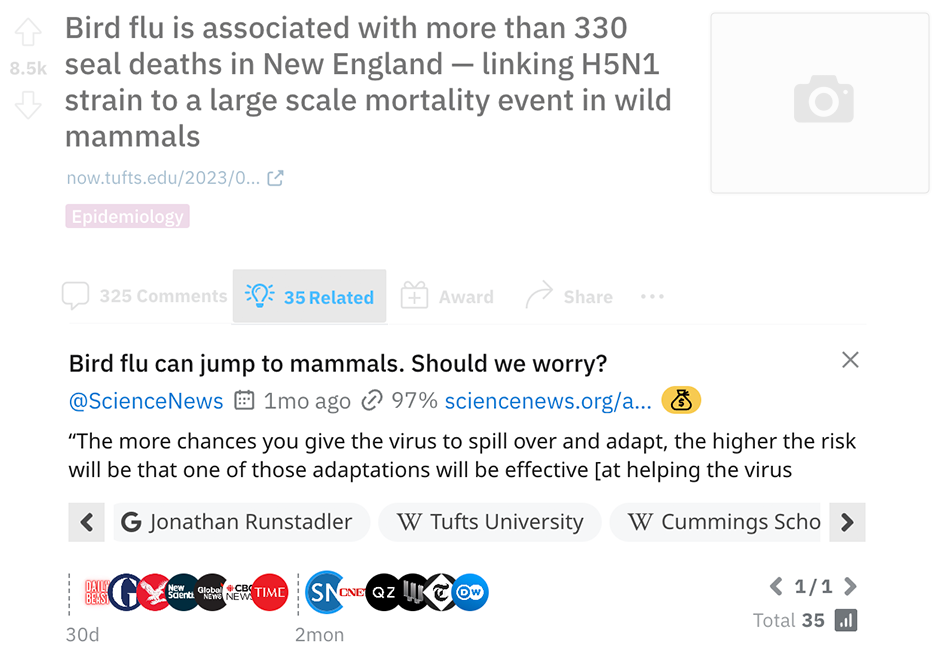 Bird flu is associated with more than 330
8.5k
seal deaths in New England — linking H5N1
strain to a large scale mortality event in wild
mammals
now.tufts.edu/2023/0...
Epidemiology
325 Comments
35 Related
Award
Share
Bird flu can jump to mammals. Should we worry?
@ScienceNews 1mo ago 97% sciencenews.org/a...
“The more chances you give the virus to spill over and adapt, the higher the risk
will be that one of those adaptations will be effective [at helping the virus
G Jonathan Runstadler
W Tufts University
W Cummings Scho
DAILY BEAST G New Scienti Global NEWS CBC NEWS TIME SN CNE QZ W T DW
1/1
Total 35
30d
2mon